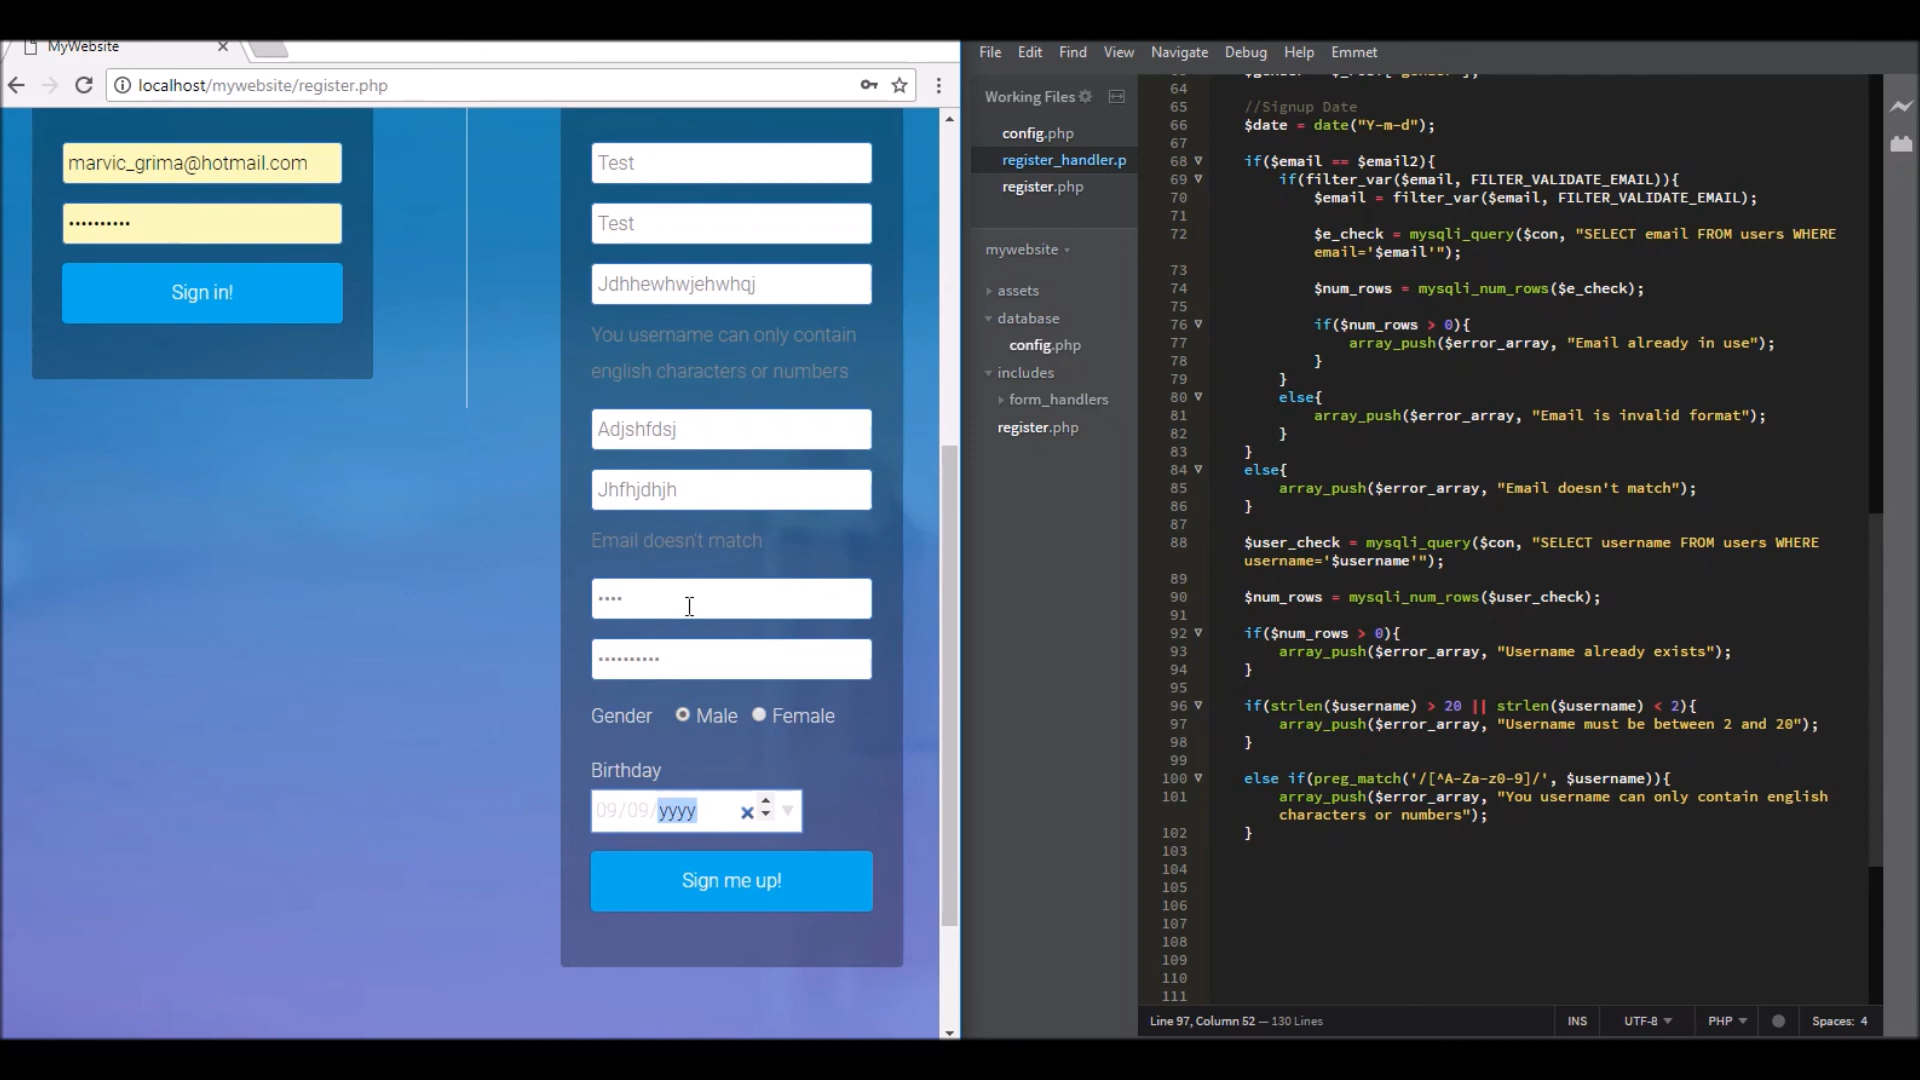 MyWebsite
localhost/mywebsite/register.php
marvic_grima@hotmail.com
••••••••••
Sign in!
Test
Test
Jdhhewhwjehwhqj
You username can only contain
english characters or numbers
Adjshfdsj
Jhfhjdhjh
Email doesn't match
••••
••••••••••
Gender Male Female
Birthday
09/09/yyyy
Sign me up!
File Edit Find View Navigate Debug Help Emmet
Working Files
config.php
register_handler.p
register.php
mywebsite
assets
database
config.php
includes
form_handlers
register.php
64
65 //Signup Date
66 $date = date("Y-m-d");
67
68 if($email == $email2){
69 if(filter_var($email, FILTER_VALIDATE_EMAIL)){
70 $email = filter_var($email, FILTER_VALIDATE_EMAIL);
71
72 $e_check = mysqli_query($con, "SELECT email FROM users WHERE
email='$email'");
73
74 $num_rows = mysqli_num_rows($e_check);
75
76 if($num_rows > 0){
77 array_push($error_array, "Email already in use");
78 }
79 }
80 else{
81 array_push($error_array, "Email is invalid format");
82 }
83 }
84 else{
85 array_push($error_array, "Email doesn't match");
86 }
87
88 $user_check = mysqli_query($con, "SELECT username FROM users WHERE
username='$username'");
89
90 $num_rows = mysqli_num_rows($user_check);
91
92 if($num_rows > 0){
93 array_push($error_array, "Username already exists");
94 }
95
96 if(strlen($username) > 20 || strlen($username) < 2){
97 array_push($error_array, "Username must be between 2 and 20");
98 }
99
100 else if(preg_match('/[^A-Za-z0-9]/', $username)){
101 array_push($error_array, "You username can only contain english
characters or numbers");
102 }
103
104
105
106
107
108
109
110
111
Line 97, Column 52 — 130 Lines
INS UTF-8 PHP Spaces: 4